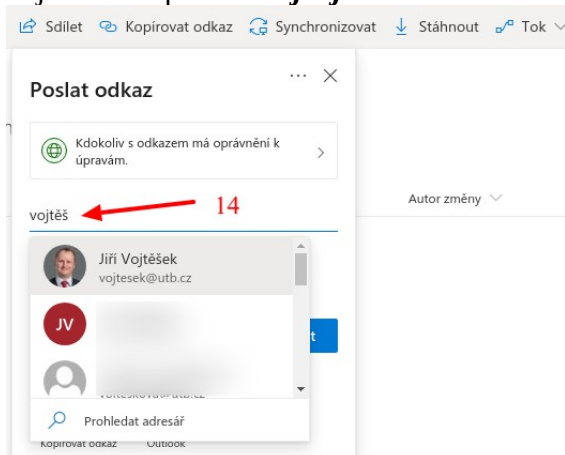 Sdílet Kopírovat odkaz Synchronizovat Stáhnout Tok
Poslat odkaz
Kdokoliv s odkazem má oprávnění k
úpravám.
Autor změny
vojtěš
14
Jiří Vojtěšek
vojtesek@utb.cz
JV
t
Prohledat adresář
Kopírovat odkaz Outlook